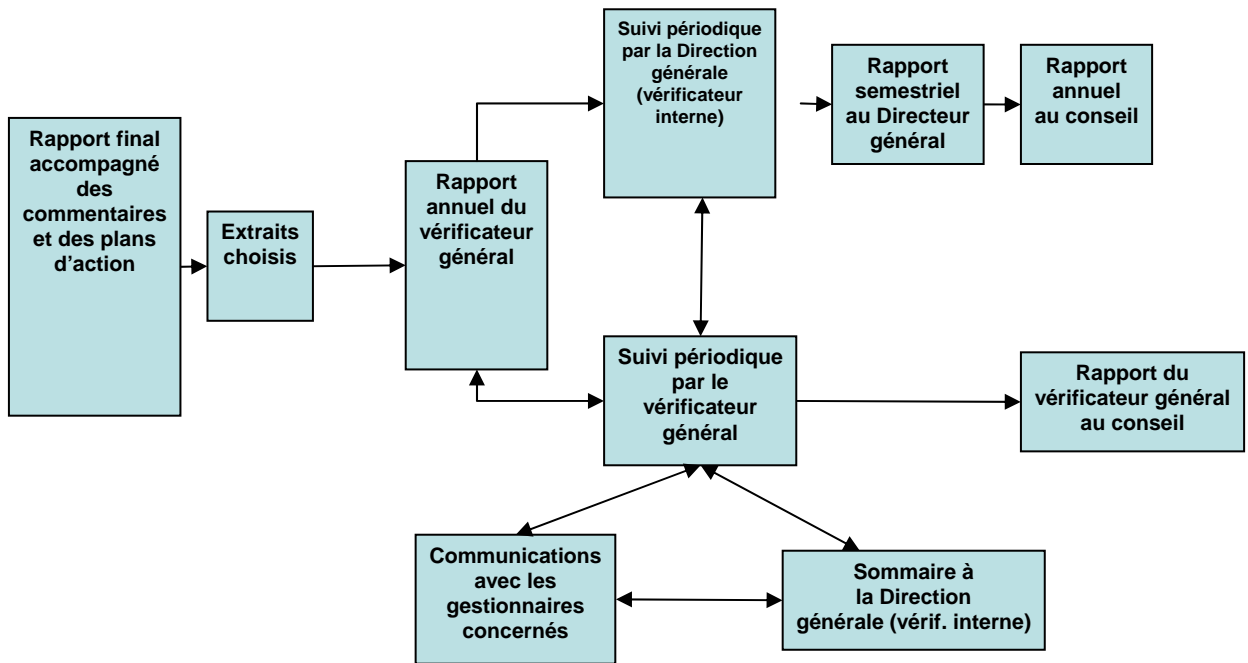 Rapport final
accompagné
des
commentaires
et des plans
d’action
Extraits
choisis
Rapport
annuel du
vérificateur
général
Suivi périodique
par la Direction
générale
(vérificateur
interne)
Rapport
semestriel
au Directeur
général
Rapport
annuel
au conseil
Suivi périodique
par le
vérificateur
général
Rapport du
vérificateur général
au conseil
Communications
avec les
gestionnaires
concernés
Sommaire à
la Direction
générale (vérif. interne)